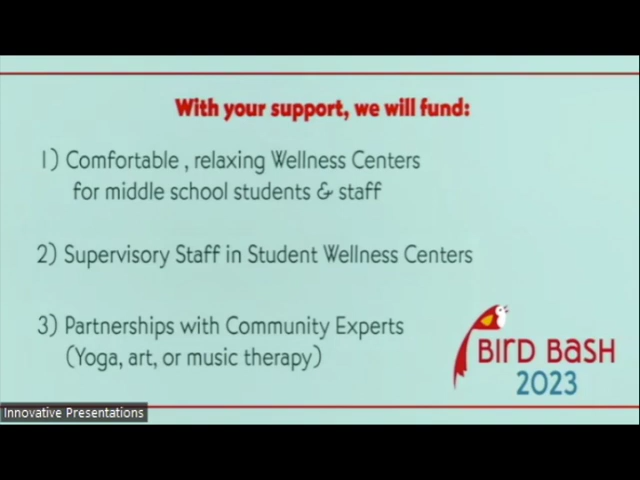 With your support, we will fund:
1) Comfortable , relaxing Wellness Centers
for middle school students & staff
2) Supervisory Staff in Student Wellness Centers
3) Partnerships with Community Experts
(Yoga, art, or music therapy)
BIRD BASH
2023
Innovative Presentations